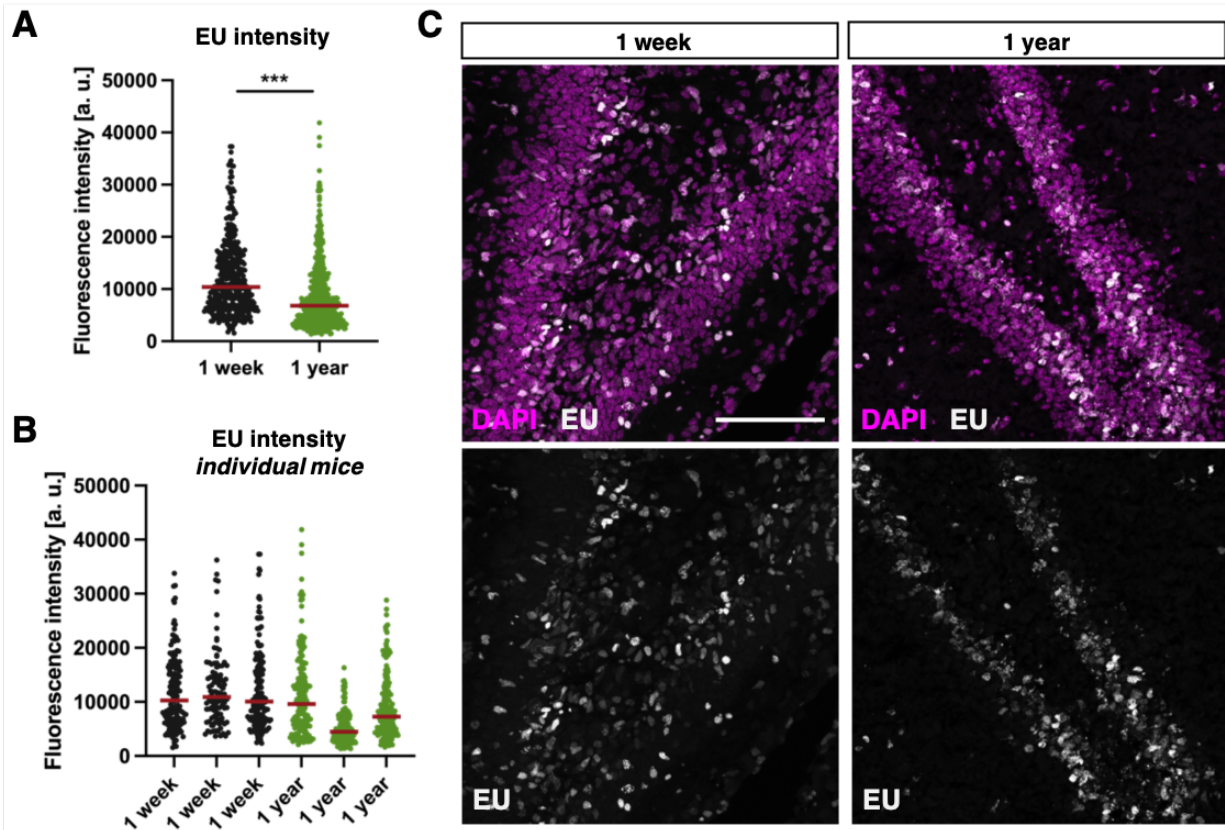 A
EU intensity
Fluorescence intensity [a. u.]
50000
40000
30000
20000
10000
0
***
1 week
1 year
B
EU intensity
individual mice
Fluorescence intensity [a. u.]
50000
40000
30000
20000
10000
0
1 week
1 week
1 week
1 year
1 year
1 year
C
1 week
1 year
DAPI EU
DAPI EU
EU
EU